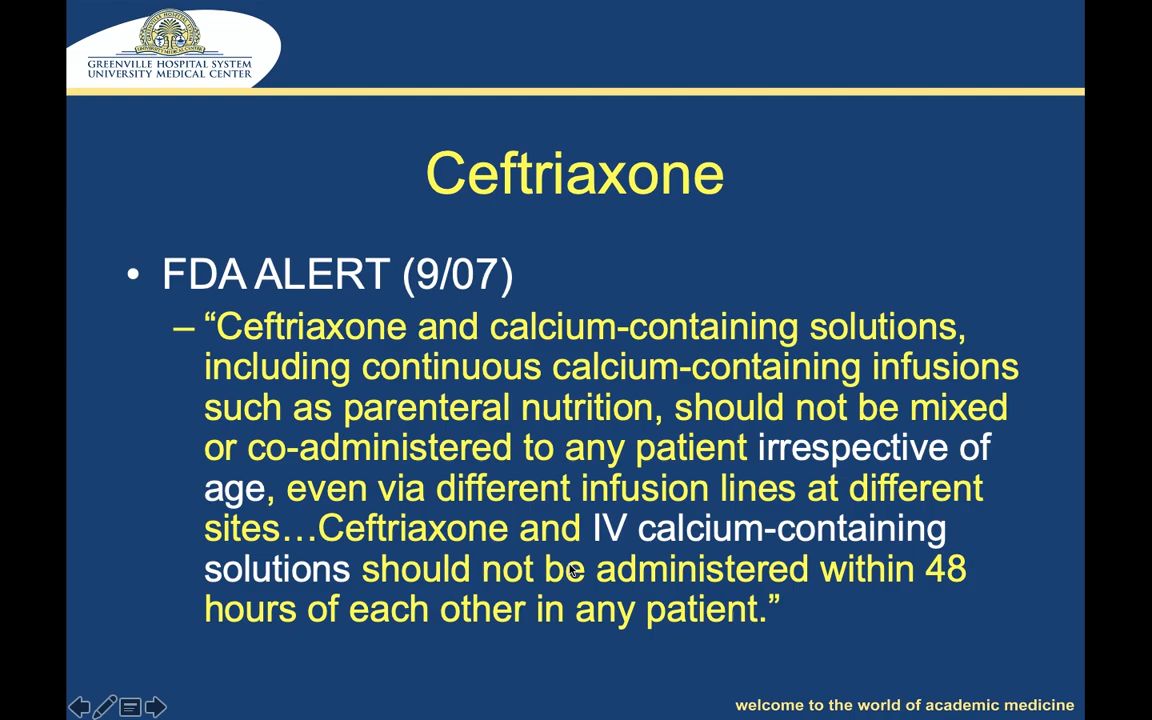 GREENVILLE HOSPITAL SYSTEM
UNIVERSITY MEDICAL CENTER
Ceftriaxone
• FDA ALERT (9/07)
– “Ceftriaxone and calcium-containing solutions,
including continuous calcium-containing infusions
such as parenteral nutrition, should not be mixed
or co-administered to any patient irrespective of
age, even via different infusion lines at different
sites…Ceftriaxone and IV calcium-containing
solutions should not be administered within 48
hours of each other in any patient.”
welcome to the world of academic medicine